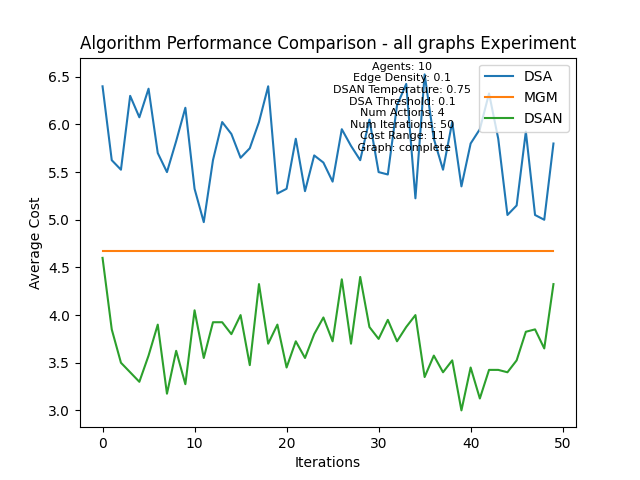 Algorithm Performance Comparison - all graphs Experiment
Agents: 10
Edge Density: 0.1
DSAN Temperature: 0.75
DSA Threshold: 0.1
Num Actions: 4
Num Iterations: 50
Cost Range: 11
Graph: complete
DSA
MGM
DSAN
Average Cost
6.5
6.0
5.5
5.0
4.5
4.0
3.5
3.0
0
10
20
30
40
50
Iterations